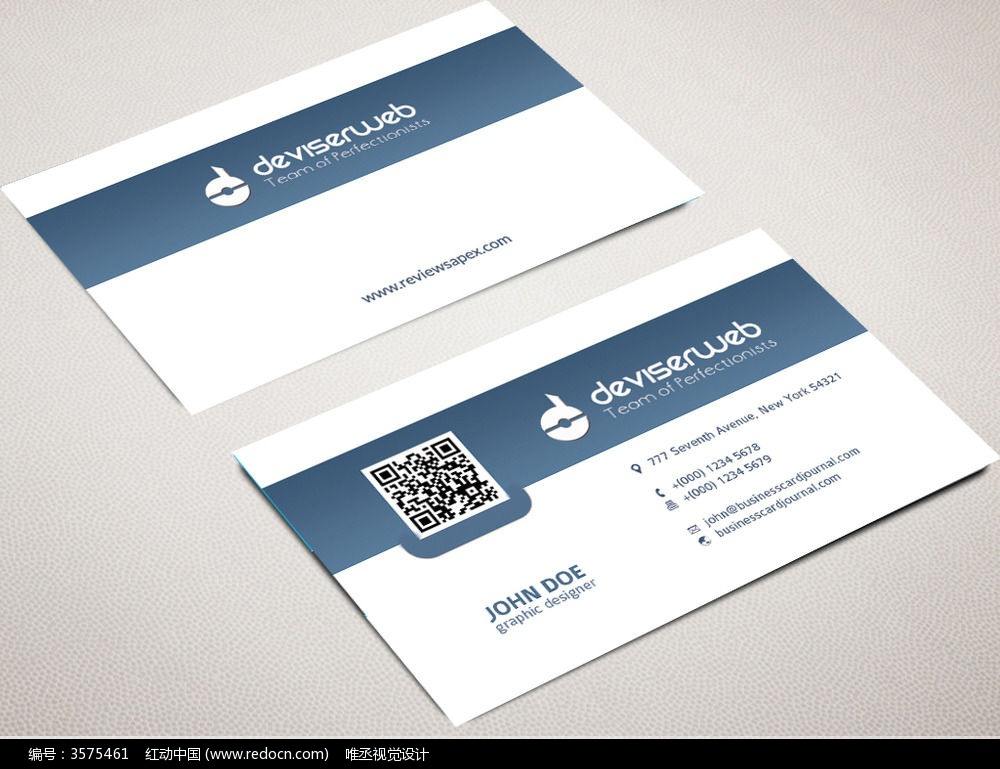 deviserweb
Team of Perfectionists
www.reviewsapex.com
deviserweb
Team of Perfectionists
777 Seventh Avenue, New York 54321
+(000) 1234 5678
+(000) 1234 5679
john@businesscardjournal.com
businesscardjournal.com
JOHN DOE
graphic designer
编号：3575461 红动中国 (www.redocn.com) 唯丞视觉设计